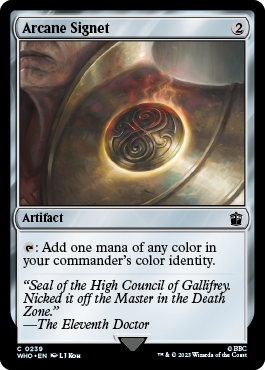 Arcane Signet 2
Artifact
: Add one mana of any color in
your commander's color identity.
"Seal of the High Council of Gallifrey.
Nicked it off the Master in the Death
Zone."
—The Eleventh Doctor
C 0239
WHO • EN LJ Koh
© BBC
™ & © 2023 Wizards of the Coast